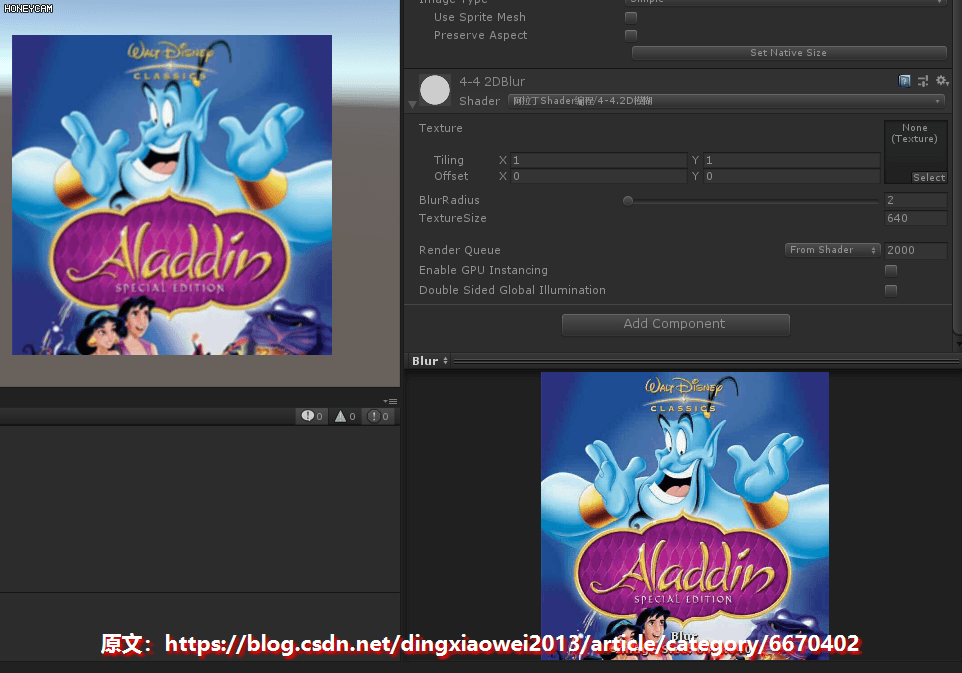 HONEYCAM
Image Type
Simple
Use Sprite Mesh
Preserve Aspect
Set Native Size
WALT DISNEY
CLASSICS
Aladdin
SPECIAL EDITION
4-4 2DBlur
Shader
阿拉丁Shader编程/4-4.2D模糊
Texture
None
(Texture)
Tiling X 1 Y 1
Offset X 0 Y 0
Select
BlurRadius 2
TextureSize 640
Render Queue From Shader 2000
Enable GPU Instancing
Double Sided Global Illumination
Add Component
Blur
0 0 0
WALT DISNEY
CLASSICS
Aladdin
SPECIAL EDITION
Blur
原文：https://blog.csdn.net/dingxiaowei2013/article/category/6670402